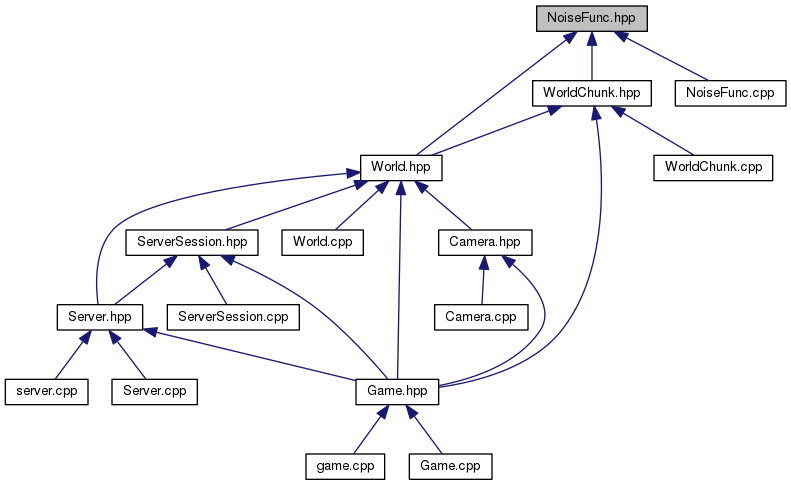 NoiseFunc.hpp
WorldChunk.hpp
NoiseFunc.cpp
World.hpp
WorldChunk.cpp
ServerSession.hpp
World.cpp
Camera.hpp
Server.hpp
ServerSession.cpp
Camera.cpp
server.cpp
Server.cpp
Game.hpp
game.cpp
Game.cpp